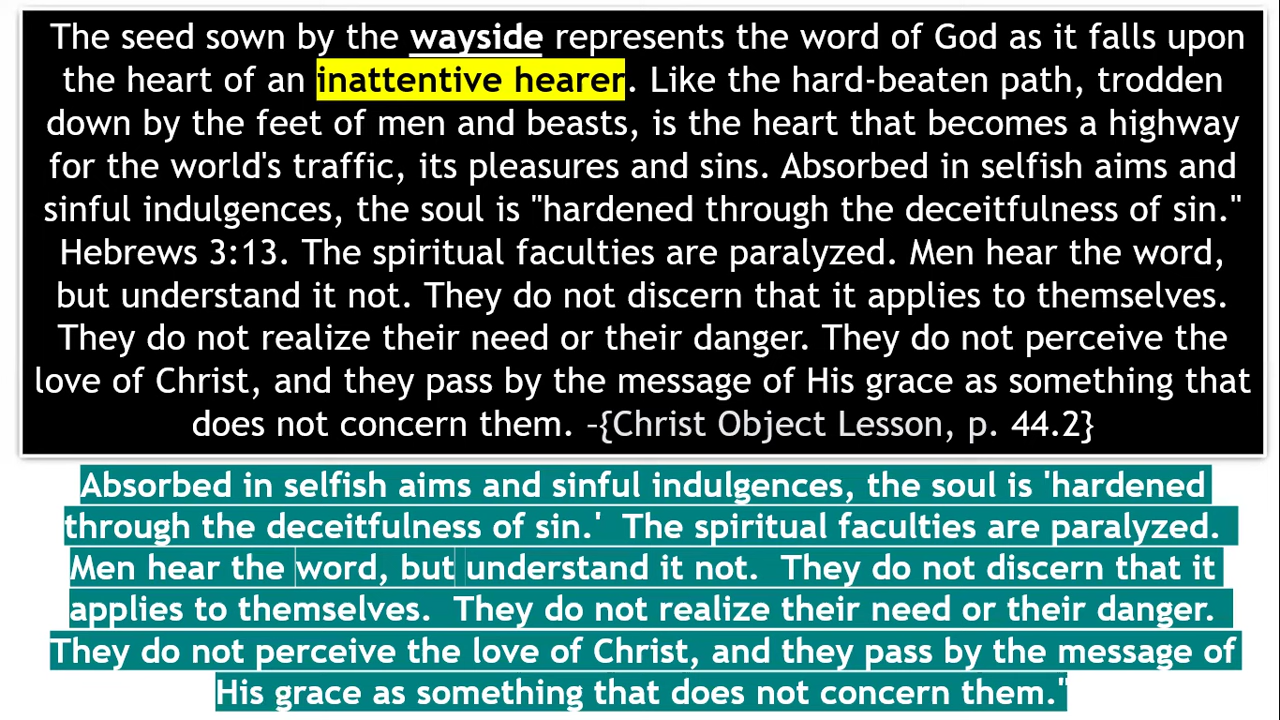 The seed sown by the wayside represents the word of God as it falls upon
the heart of an inattentive hearer. Like the hard-beaten path, trodden
down by the feet of men and beasts, is the heart that becomes a highway
for the world's traffic, its pleasures and sins. Absorbed in selfish aims and
sinful indulgences, the soul is "hardened through the deceitfulness of sin."
Hebrews 3:13. The spiritual faculties are paralyzed. Men hear the word,
but understand it not. They do not discern that it applies to themselves.
They do not realize their need or their danger. They do not perceive the
love of Christ, and they pass by the message of His grace as something that
does not concern them. –{Christ Object Lesson, p. 44.2}
Absorbed in selfish aims and sinful indulgences, the soul is 'hardened
through the deceitfulness of sin.'  The spiritual faculties are paralyzed.
Men hear the word, but understand it not.  They do not discern that it
applies to themselves.  They do not realize their need or their danger.
They do not perceive the love of Christ, and they pass by the message of
His grace as something that does not concern them."